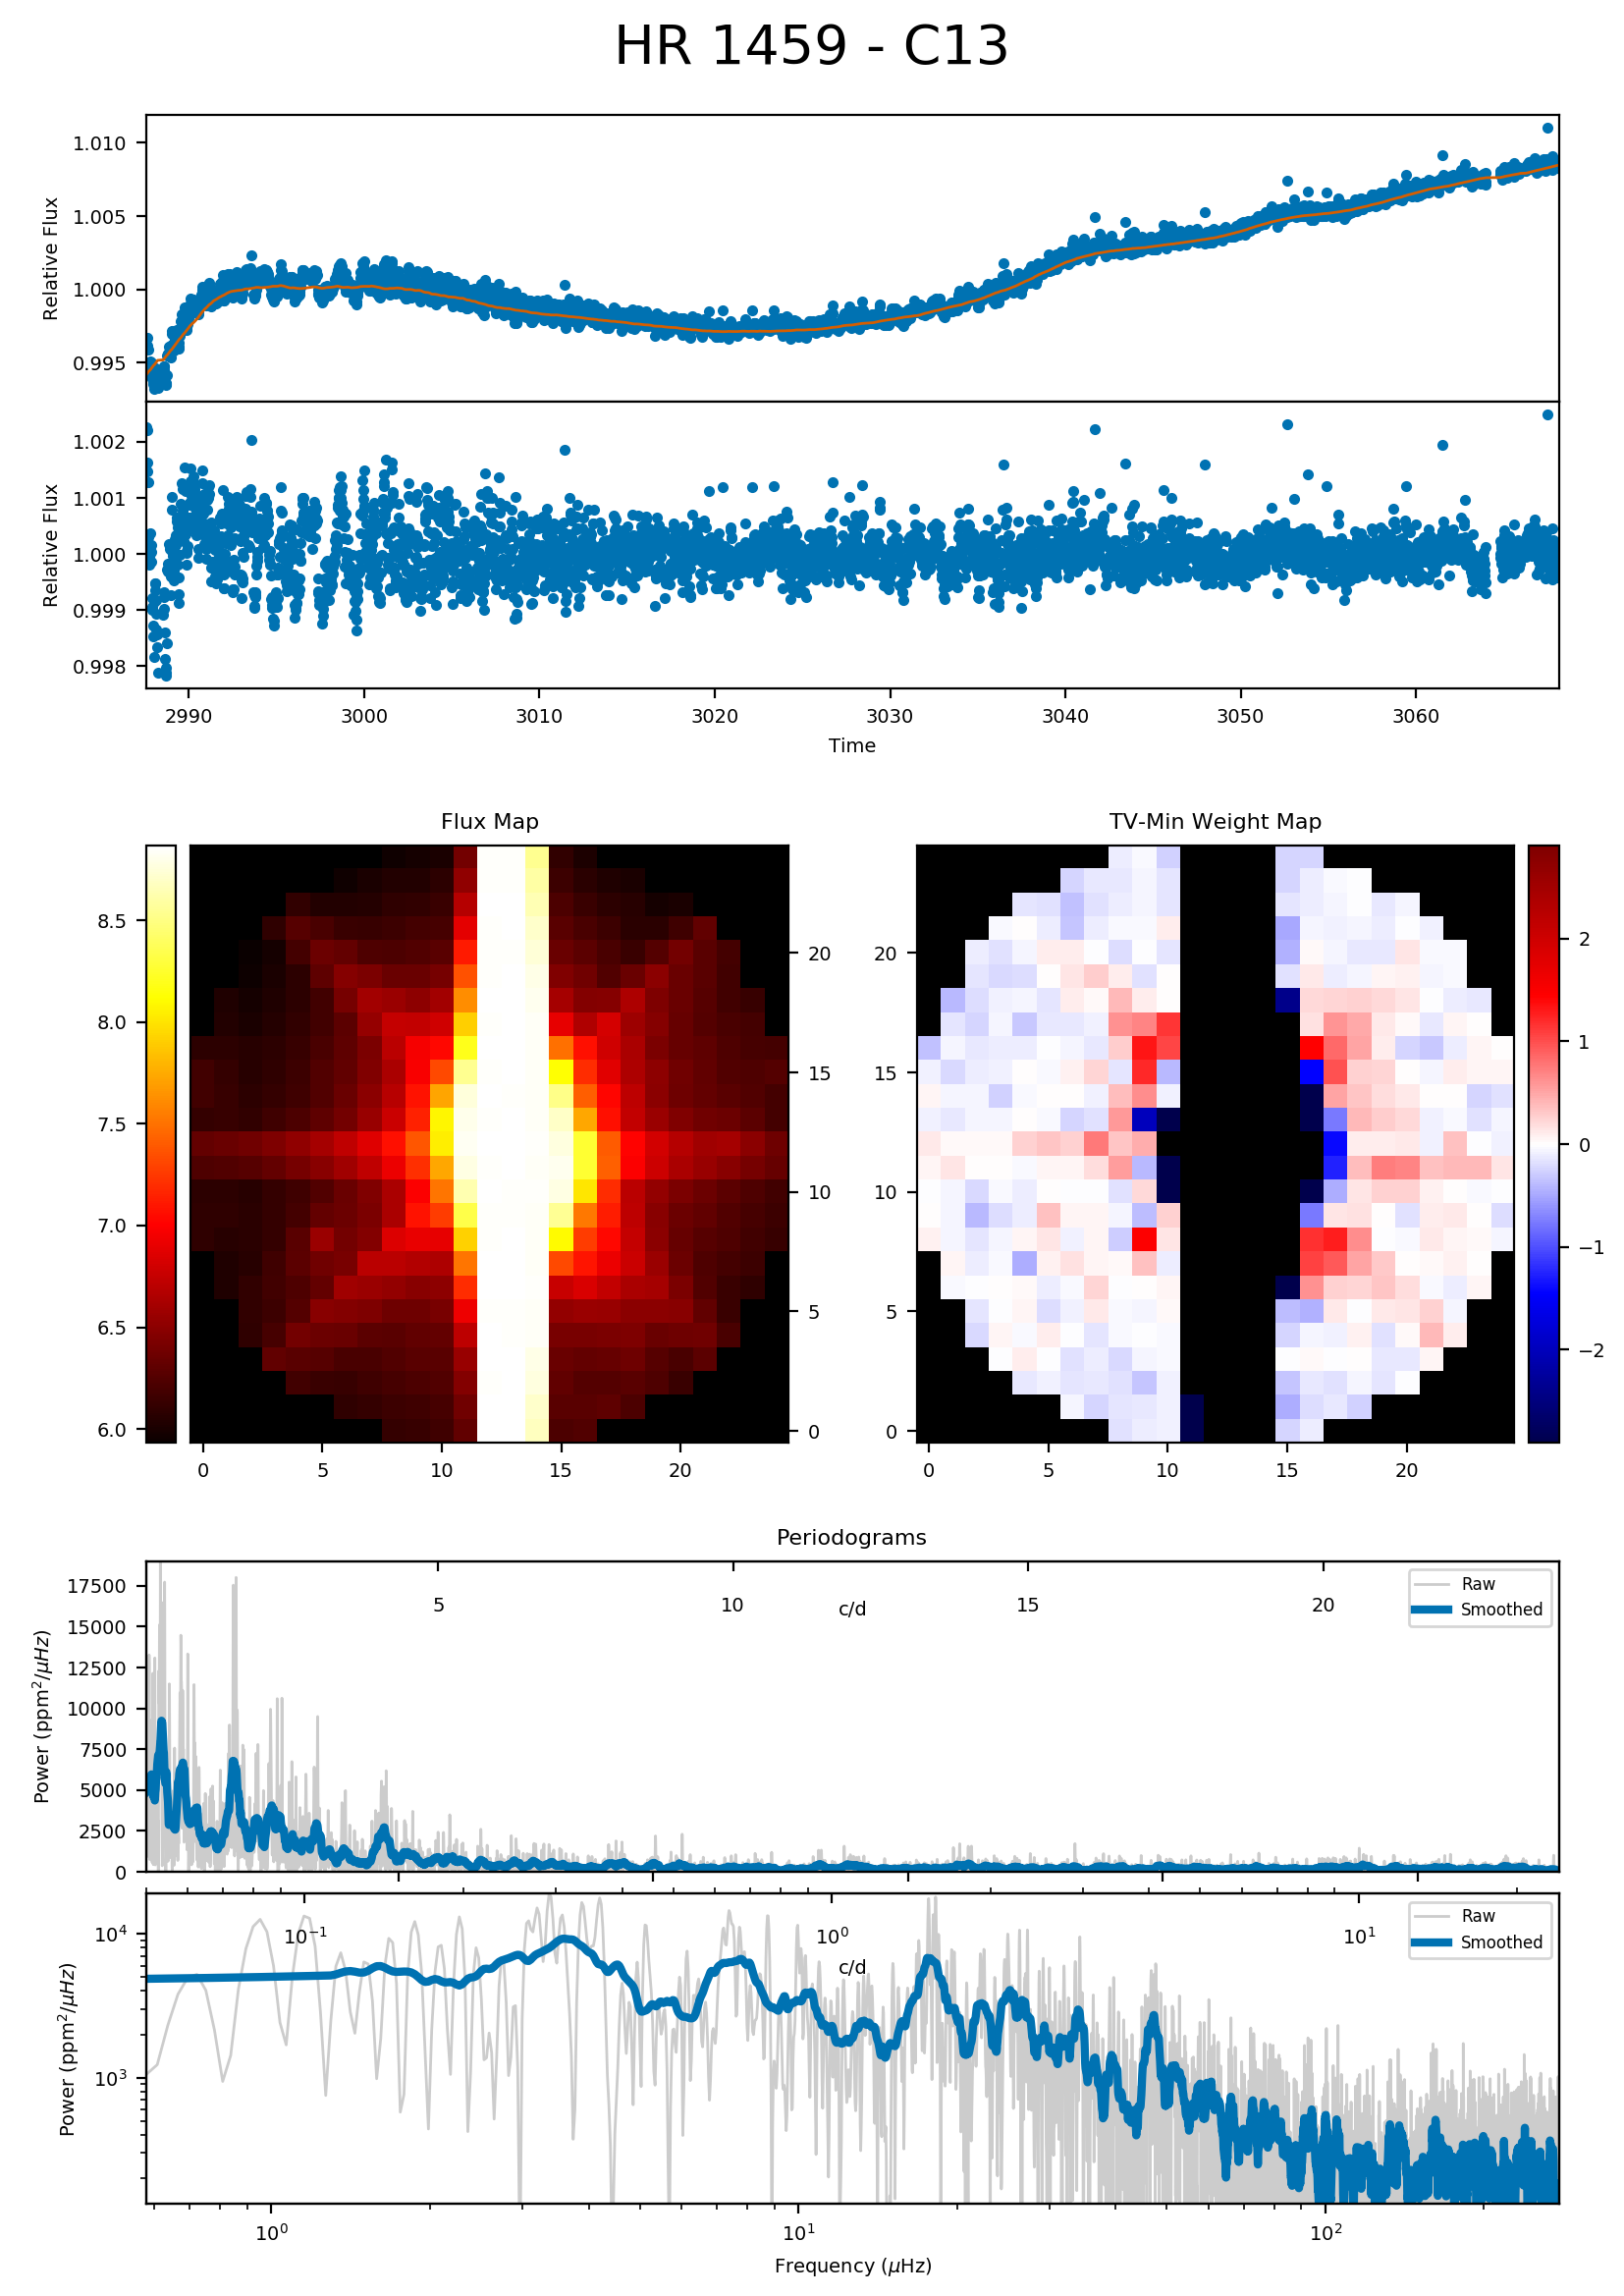 HR 1459 - C13
1.010
1.005
1.000
0.995
Relative Flux
1.002
1.001
1.000
0.999
0.998
Relative Flux
2990 3000 3010 3020 3030 3040 3050 3060
Time
Flux Map
TV-Min Weight Map
8.5
8.0
7.5
7.0
6.5
6.0
20
15
10
5
0
0 5 10 15 20
20
15
10
5
0
0 5 10 15 20
2
1
0
−1
−2
Periodograms
17500
15000
12500
10000
7500
5000
2500
0
Power (ppm²/μHz)
5 10 15 20
c/d
Raw
Smoothed
10⁴
10³
Power (ppm²/μHz)
10⁻¹ 10⁰ 10¹
c/d
Raw
Smoothed
10⁰ 10¹ 10²
Frequency (μHz)